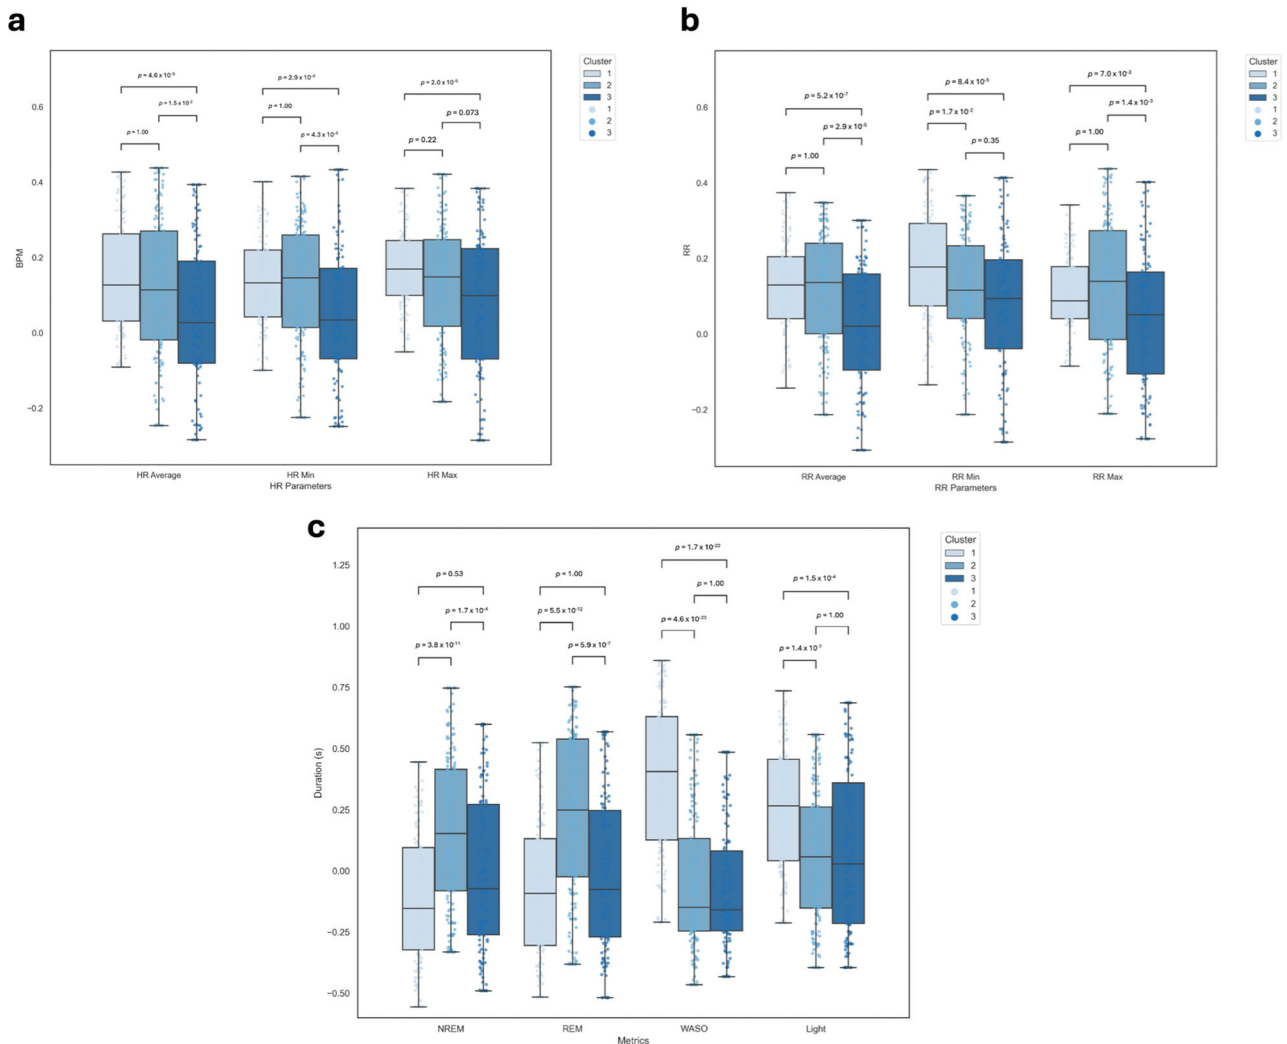 a
Cluster
1
2
3
1
2
3
p = 4.6 x 10-5
p = 1.5 x 10-2
p = 1.00
p = 2.9 x 10-4
p = 1.00
p = 4.3 x 10-5
p = 2.0 x 10-5
p = 0.073
p = 0.22
0.6
0.4
0.2
0.0
−0.2
BPM
HR Average
HR Min
HR Max
HR Parameters
b
Cluster
1
2
3
1
2
3
p = 5.2 x 10-7
p = 2.9 x 10-5
p = 1.00
p = 8.4 x 10-5
p = 1.7 x 10-2
p = 0.35
p = 7.0 x 10-3
p = 1.4 x 10-3
p = 1.00
0.6
0.4
0.2
0.0
−0.2
RR
RR Average
RR Min
RR Max
RR Parameters
c
Cluster
1
2
3
1
2
3
p = 0.53
p = 1.7 x 10-4
p = 3.8 x 10-11
p = 1.00
p = 5.5 x 10-12
p = 5.9 x 10-7
p = 1.7 x 10-22
p = 1.00
p = 4.6 x 10-23
p = 1.5 x 10-4
p = 1.00
p = 1.4 x 10-7
1.25
1.00
0.75
0.50
0.25
0.00
−0.25
−0.50
Duration (s)
NREM
REM
WASO
Light
Metrics